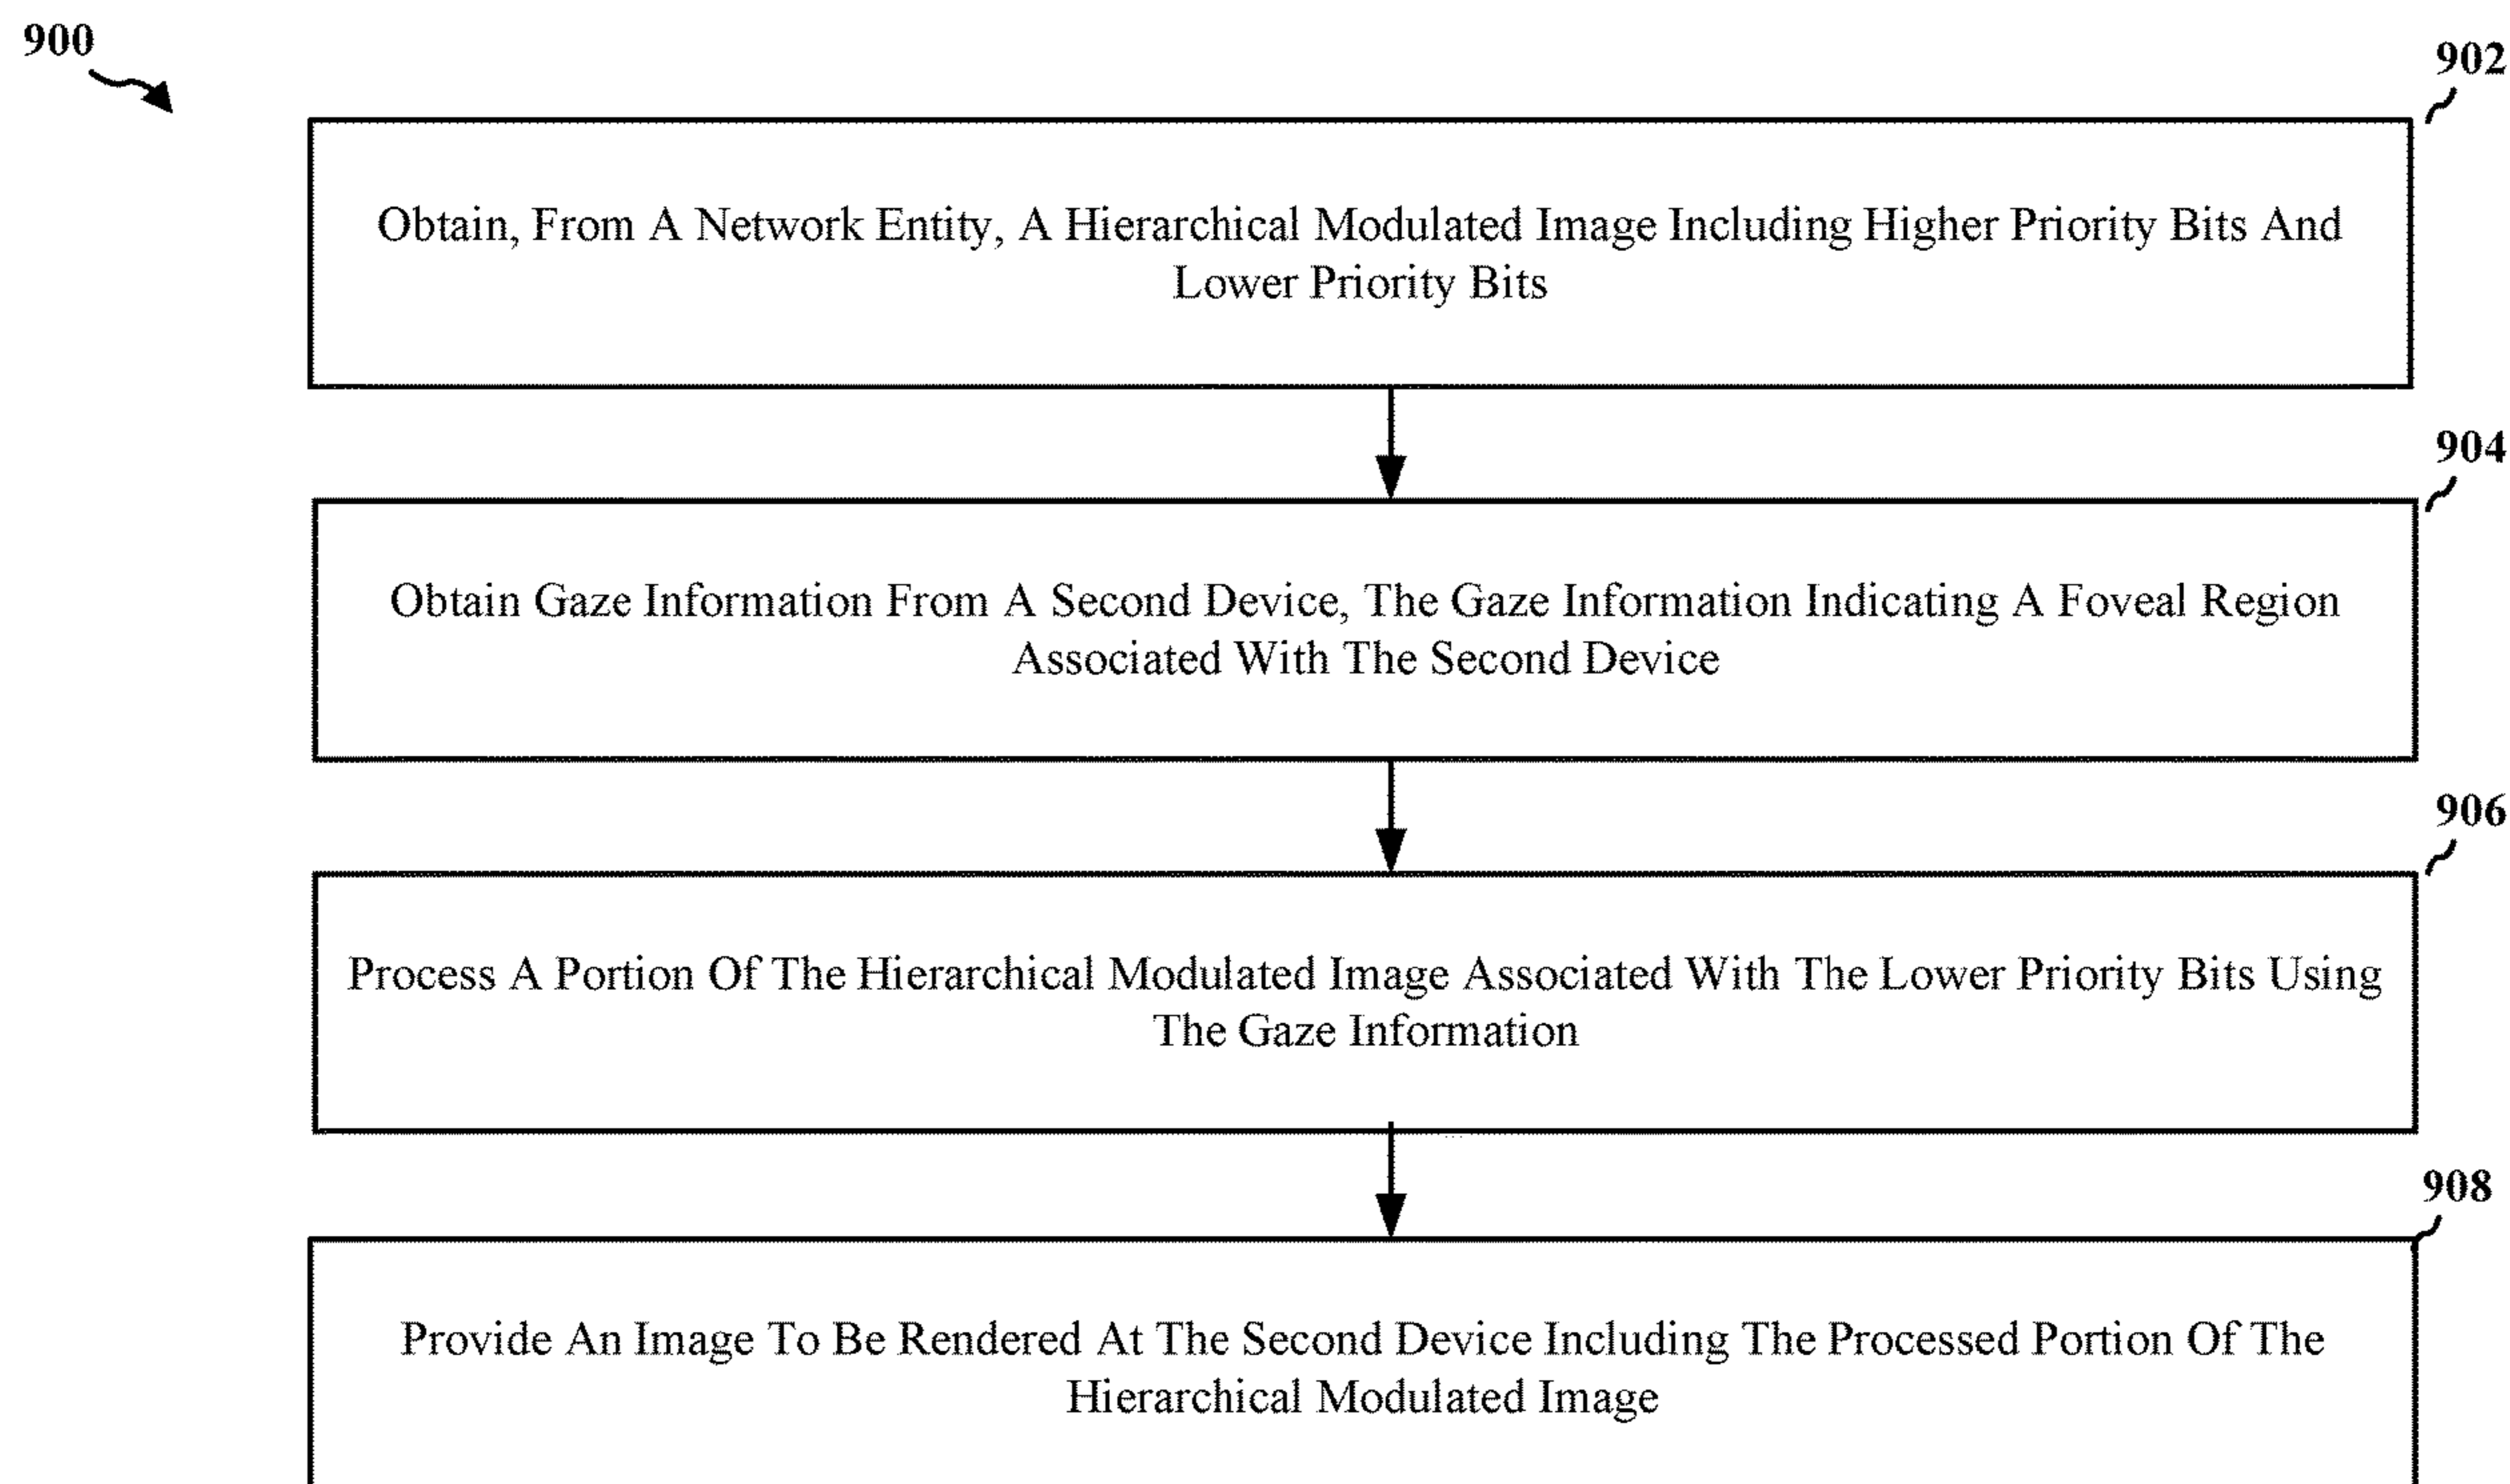 900
902
Obtain, From A Network Entity, A Hierarchical Modulated Image Including Higher Priority Bits And
Lower Priority Bits
904
Obtain Gaze Information From A Second Device, The Gaze Information Indicating A Foveal Region
Associated With The Second Device
906
Process A Portion Of The Hierarchical Modulated Image Associated With The Lower Priority Bits Using
The Gaze Information
908
Provide An Image To Be Rendered At The Second Device Including The Processed Portion Of The
Hierarchical Modulated Image